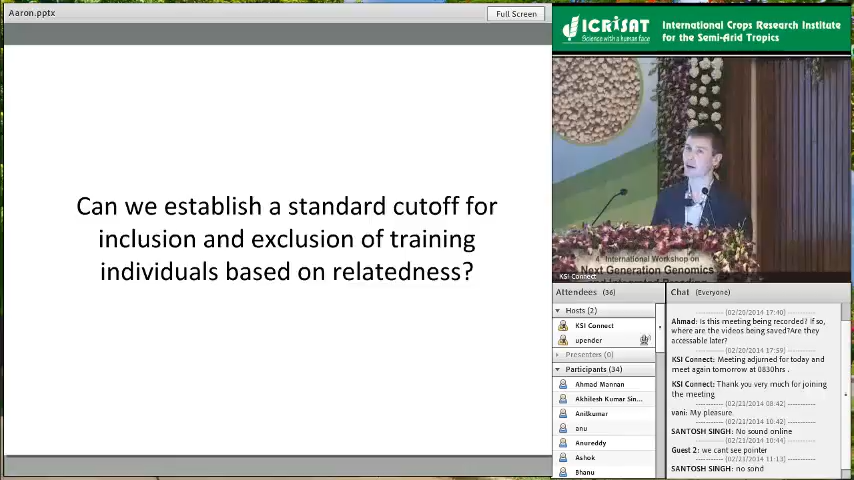 Aaron.pptx
Full Screen
Can we establish a standard cutoff for
inclusion and exclusion of training
individuals based on relatedness?
ICRISAT
Science with a human face
International Crops Research Institute
for the Semi-Arid Tropics
4 International Workshop on
Next Generation Genomics
KSI Connect
Attendees (36)
Hosts (2)
KSI Connect
upender
Presenters (0)
Participants (34)
Ahmad Mannan
Akhilesh Kumar Sin...
Anilkumar
anu
Anureddy
Ashok
Bhanu
Chat (Everyone)
------------ (02/20/2014 17:40)
Ahmad: Is this meeting being recorded? If so,
where are the videos being saved?Are they
accessable later?
------------ (02/20/2014 17:59)
KSI Connect: Meeting adjurned for today and
meet again tomorrow at 0830hrs .
KSI Connect: Thank you very much for joining
the meeting
------------ (02/21/2014 08:42)
vani: My pleasure.
------------ (02/21/2014 10:42)
SANTOSH SINGH: No sound online
------------ (02/21/2014 10:44)
Guest 2: we cant see pointer
------------ (02/21/2014 11:13)
SANTOSH SINGH: no sond